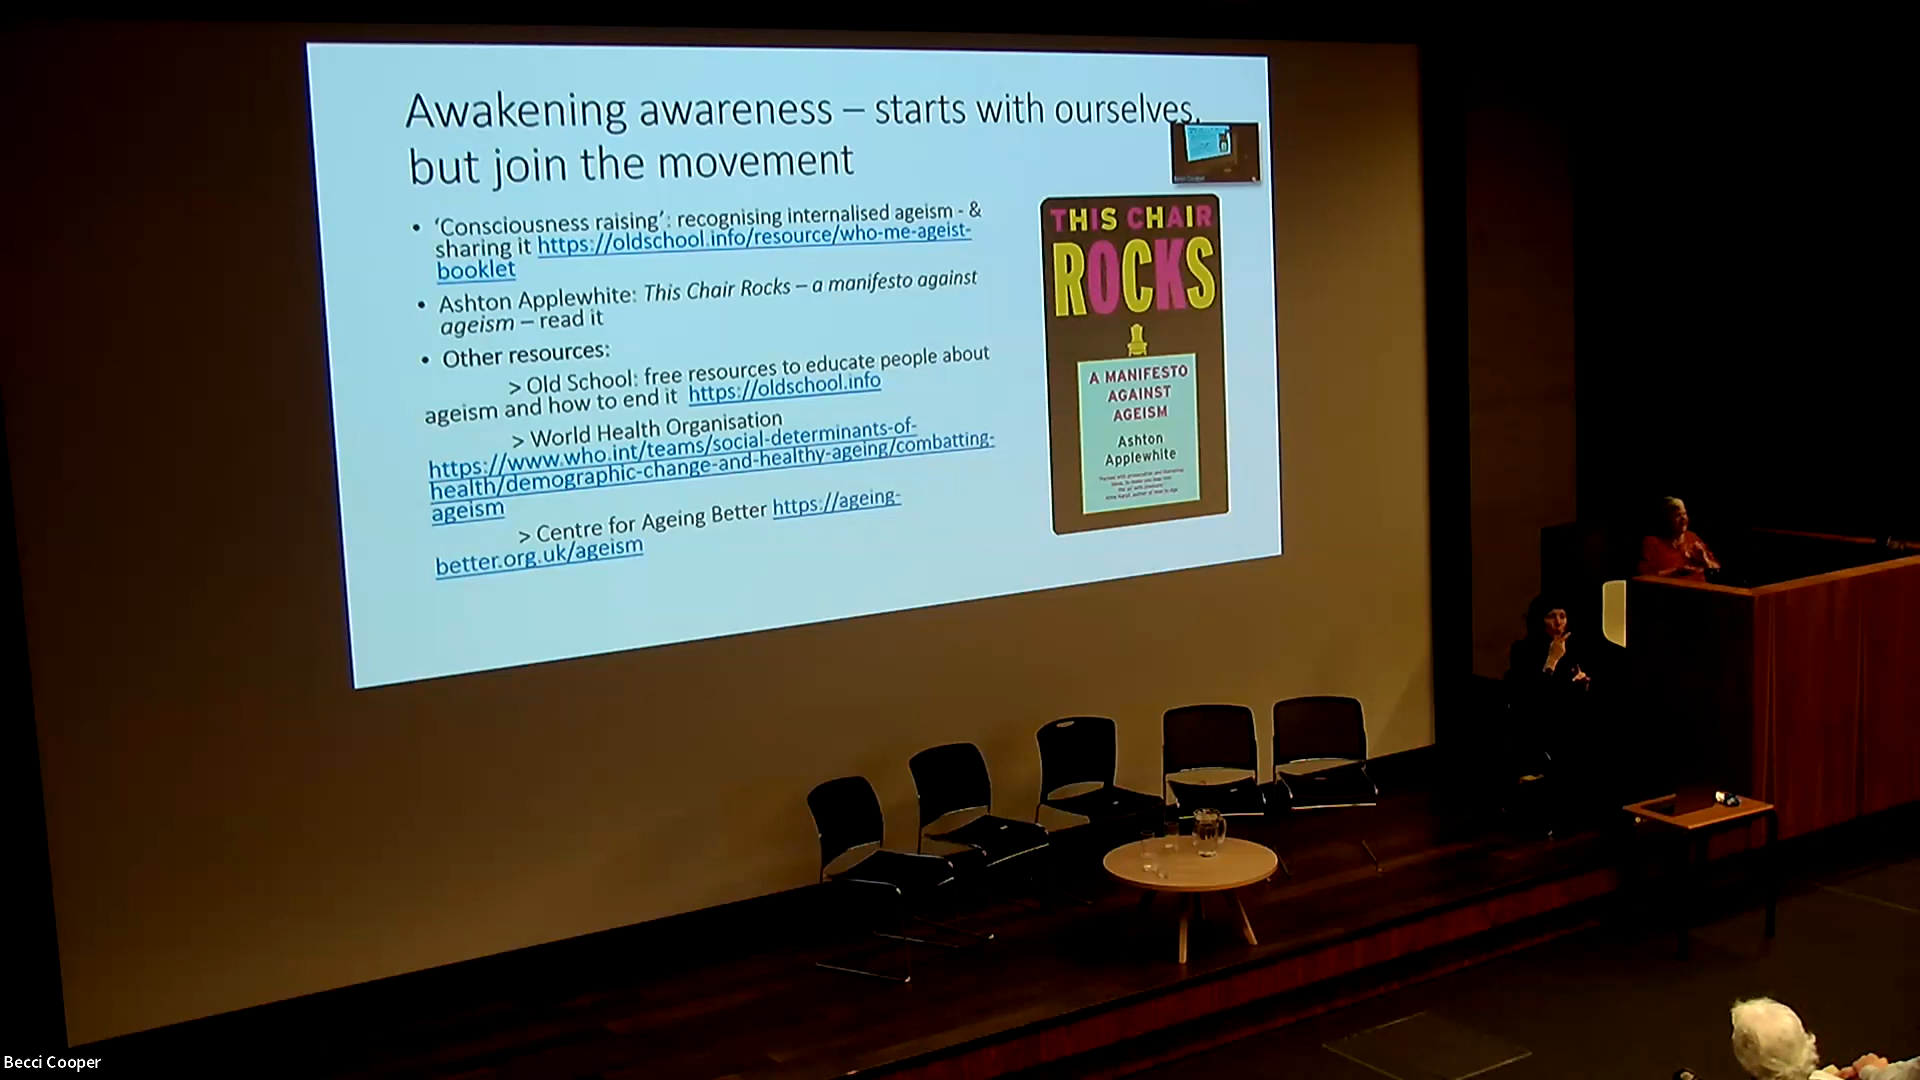 Awakening awareness – starts with ourselves,
but join the movement
• ‘Consciousness raising’: recognising internalised ageism - &
sharing it https://oldschool.info/resource/who-me-ageist-
booklet
• Ashton Applewhite: This Chair Rocks – a manifesto against
ageism – read it
• Other resources:
> Old School: free resources to educate people about
ageism and how to end it https://oldschool.info
> World Health Organisation
https://www.who.int/teams/social-determinants-of-
health/demographic-change-and-healthy-ageing/combatting-
ageism
> Centre for Ageing Better https://ageing-
better.org.uk/ageism
THIS CHAIR
ROCKS
A MANIFESTO
AGAINST
AGEISM
Ashton
Applewhite
Becci Cooper